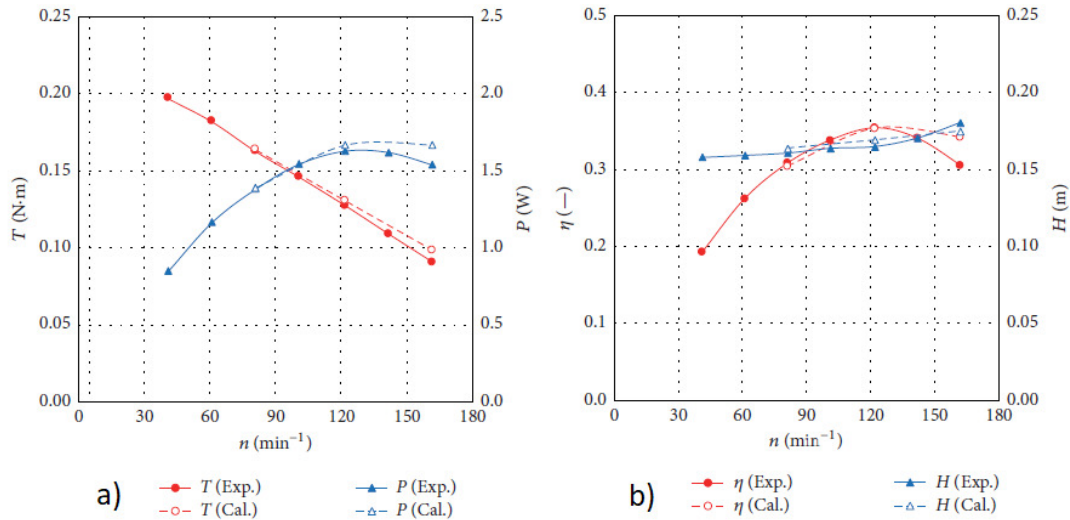 0.25 2.5 0.5 0.25
0.20 2.0 0.4 0.20
0.15 1.5 0.3 0.15
0.10 1.0 0.2 0.10
0.05 0.5 0.1 0.05
0.00 0.0 0.0 0.00
T (N·m)
P (W)
η (—)
H (m)
0 30 60 90 120 150 180
0 30 60 90 120 150 180
n (min⁻¹)
n (min⁻¹)
a)
T (Exp.) P (Exp.)
T (Cal.) P (Cal.)
b)
η (Exp.) H (Exp.)
η (Cal.) H (Cal.)